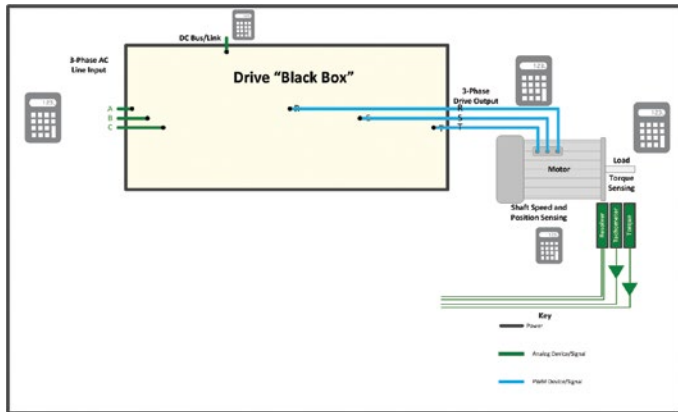 DC Bus/Link
3-Phase AC
Line Input
Drive "Black Box"
3-Phase
Drive Output
A
B
C
R
S
T
R
S
T
Motor
Load
Torque
Sensing
Shaft Speed and
Position Sensing
Resolver
Tachometer
Torque
Key
Power
Analog Device/Signal
PWM Device/Signal